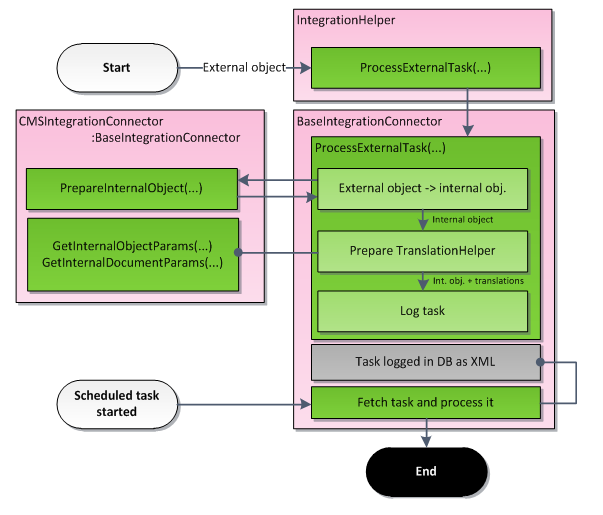 IntegrationHelper
Start
External object
ProcessExternalTask(...)
CMSIntegrationConnector
:BaseIntegrationConnector
BaseIntegrationConnector
ProcessExternalTask(...)
PrepareInternalObject(...)
External object -> internal obj.
Internal object
GetInternalObjectParams(...)
GetInternalDocumentParams(...)
Prepare TranslationHelper
Int. obj. + translations
Log task
Task logged in DB as XML
Scheduled task
started
Fetch task and process it
End